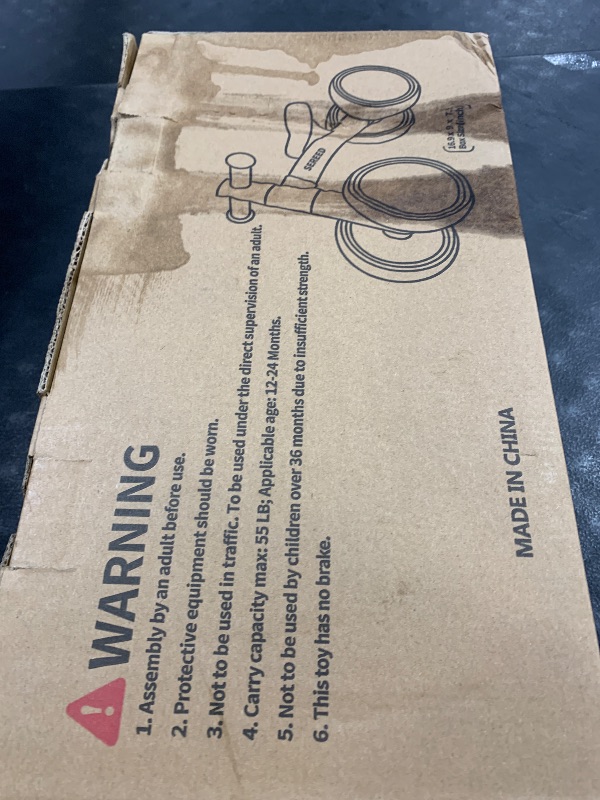 WARNING
1. Assembly by an adult before use.
2. Protective equipment should be worn.
3. Not to be used in traffic. To be used under the direct supervision of an adult.
4. Carry capacity max: 55 LB; Applicable age: 12-24 Months.
5. Not to be used by children over 36 months due to insufficient strength.
6. This toy has no brake.
SEREED
MADE IN CHINA